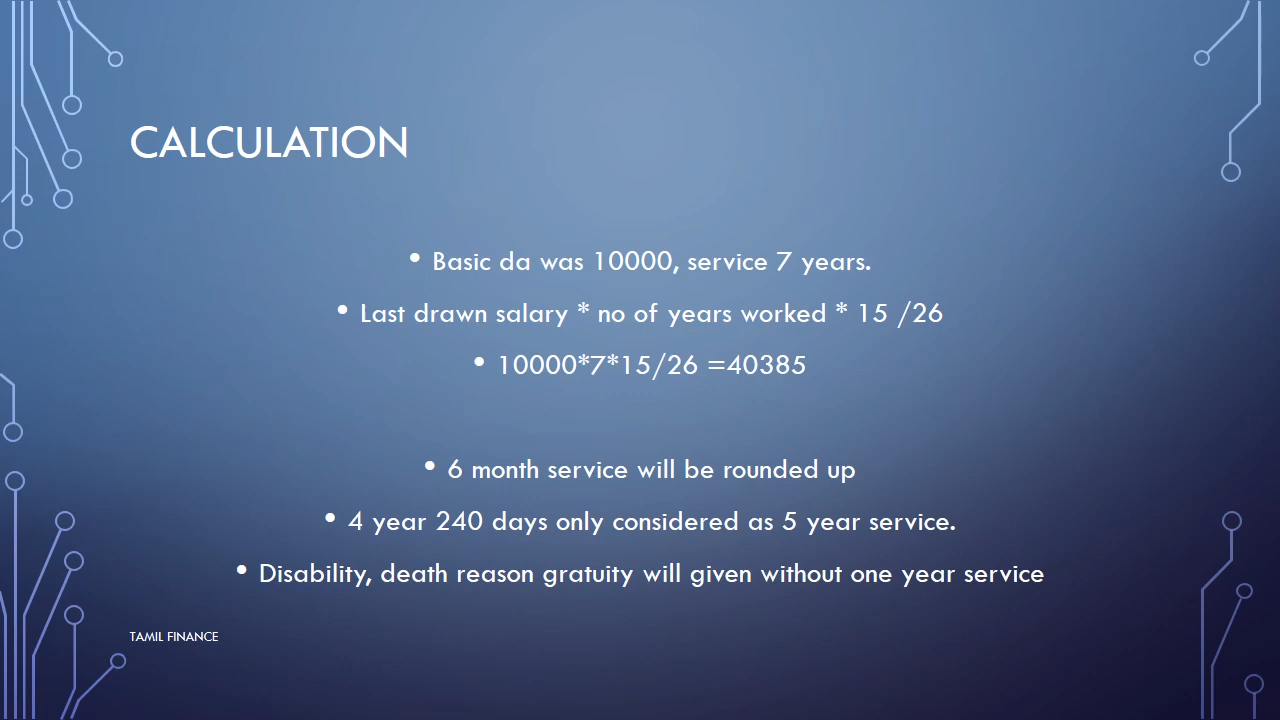 CALCULATION
• Basic da was 10000, service 7 years.
• Last drawn salary * no of years worked * 15 /26
• 10000*7*15/26 =40385
• 6 month service will be rounded up
• 4 year 240 days only considered as 5 year service.
• Disability, death reason gratuity will given without one year service
TAMIL FINANCE